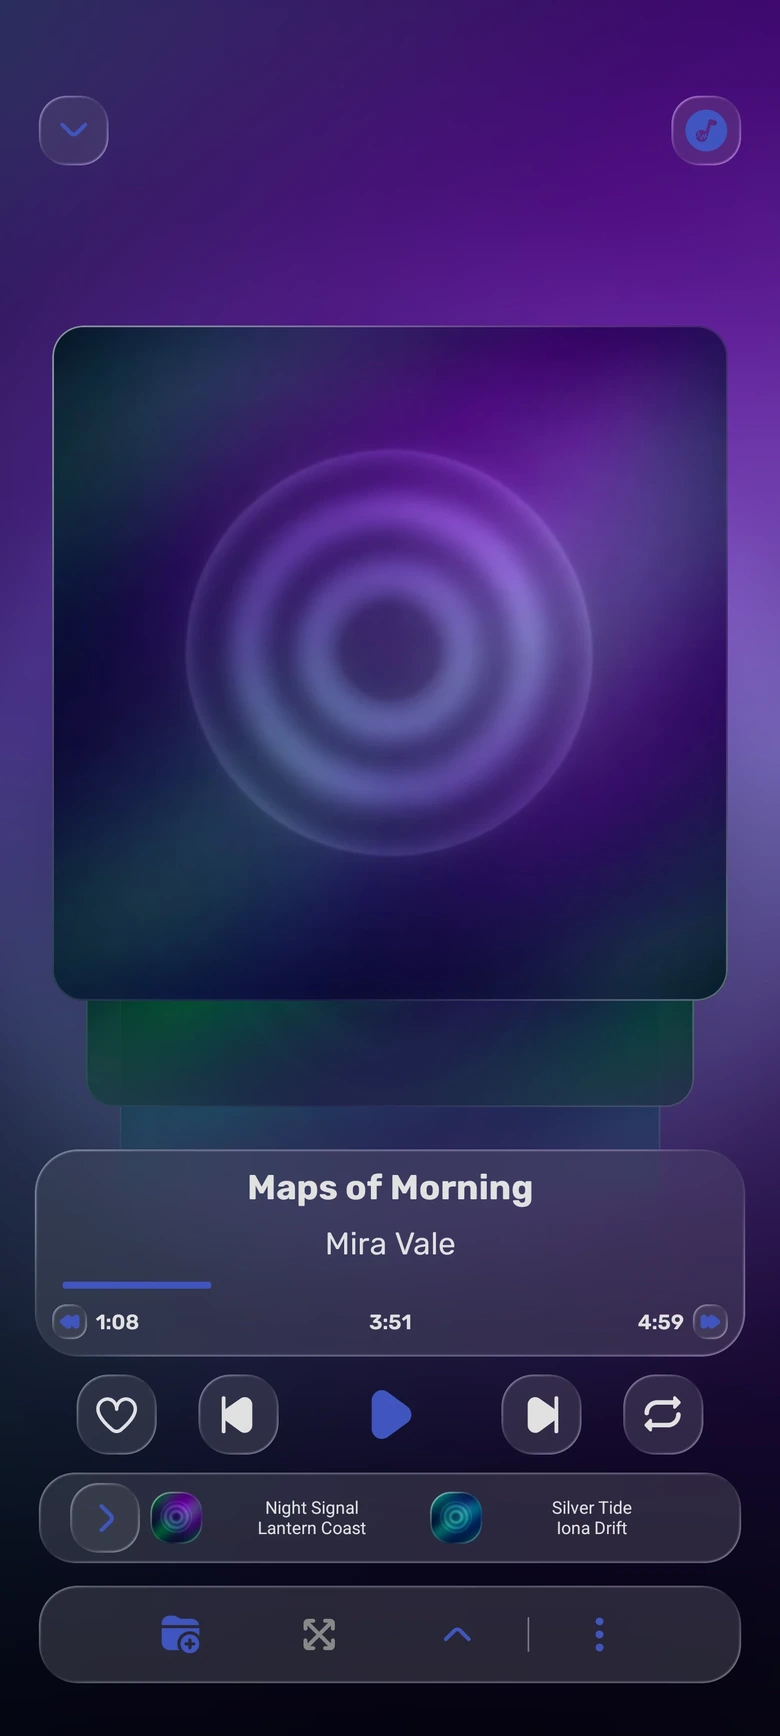 Maps of Morning
Mira Vale
1:08 3:51 4:59
Night Signal
Lantern Coast
Silver Tide
Iona Drift